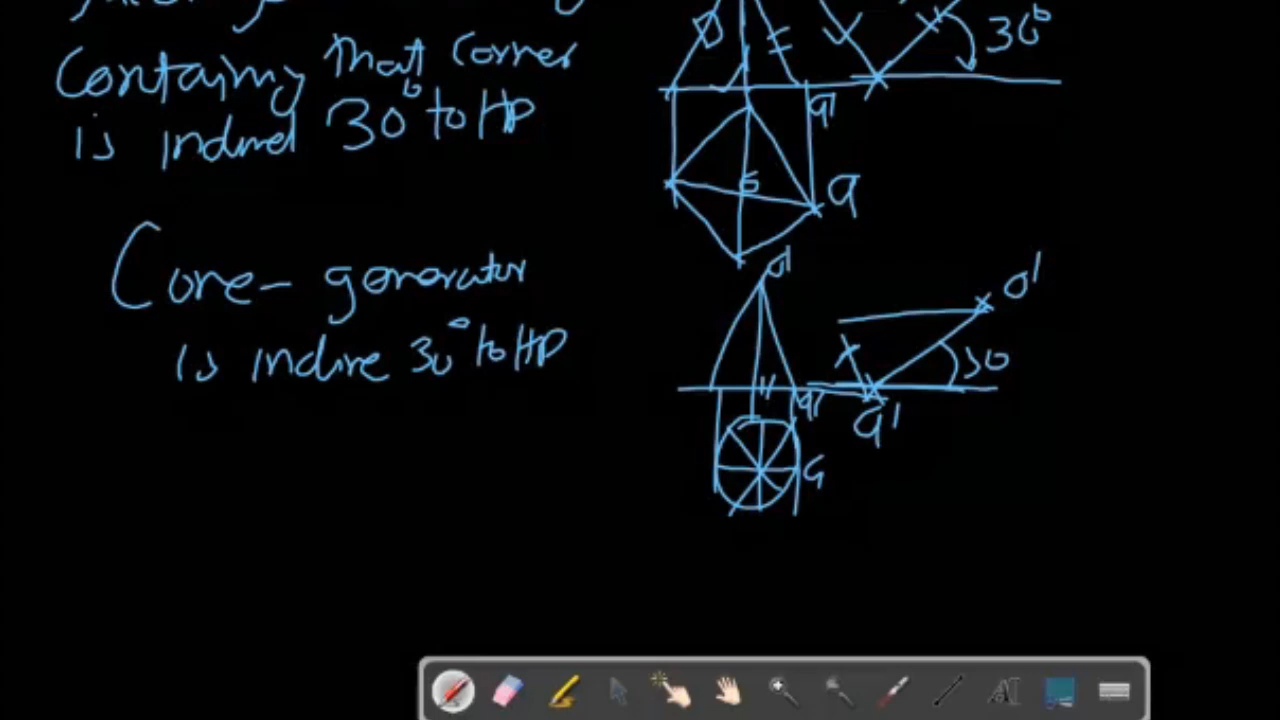 Containing that corner
is inclined 30° to HP
30°
a'
o
a
Cone- generator
is incline 30° to HP
o'
o'
30
a'
a'
G